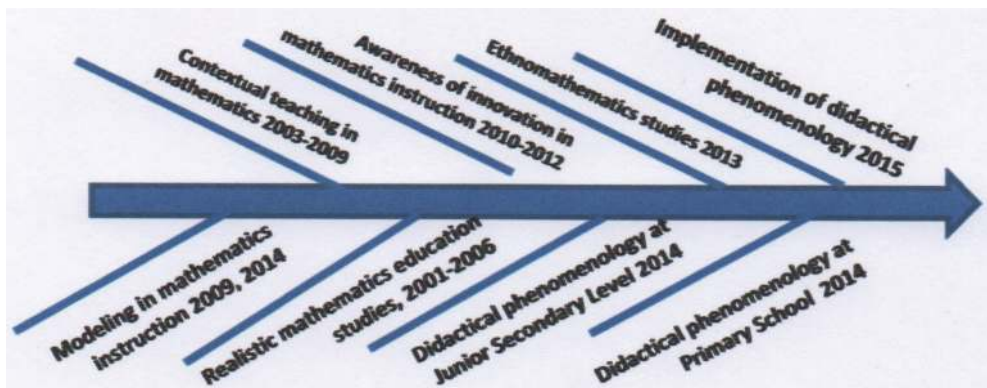 Contextual teaching in
mathematics 2003-2009
Awareness of innovation in
mathematics instruction 2010-2012
Ethnomathematics studies 2013
Implementation of didactical
phenomenology 2015
Modeling in mathematics
instruction 2009, 2014
Realistic mathematics education
studies, 2001-2006
Didactical phenomenology at
Junior Secondary Level 2014
Didactical phenomenology at
Primary School 2014